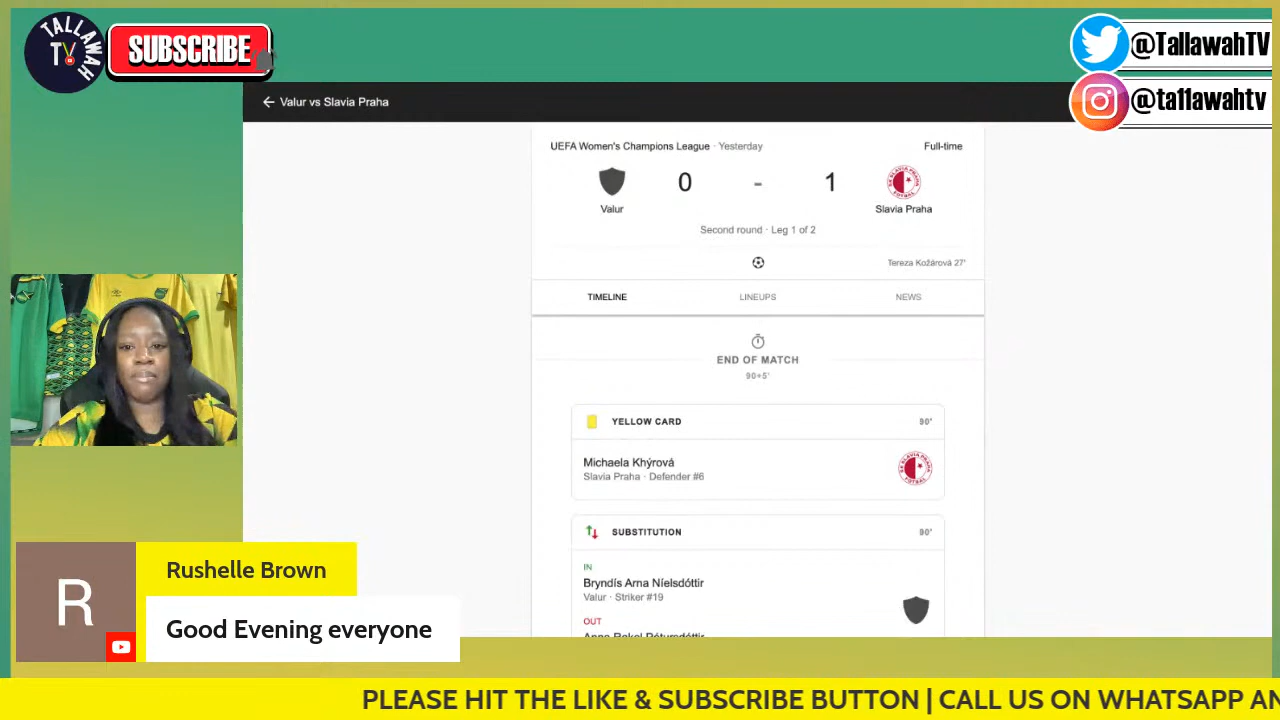 TALLAWAH
TV
SUBSCRIBE
@TallawahTV
@ta11awahtv
Valur vs Slavia Praha
UEFA Women's Champions League · Yesterday
Full-time
0 - 1
Valur
Slavia Praha
Second round · Leg 1 of 2
Tereza Kožárová 27'
TIMELINE
LINEUPS
NEWS
END OF MATCH
90+5'
YELLOW CARD
90'
Michaela Khýrová
Slavia Praha · Defender #6
SUBSTITUTION
90'
IN
Bryndís Arna Níelsdóttir
Valur · Striker #19
OUT
R
Rushelle Brown
Good Evening everyone
PLEASE HIT THE LIKE & SUBSCRIBE BUTTON | CALL US ON WHATSAPP AN